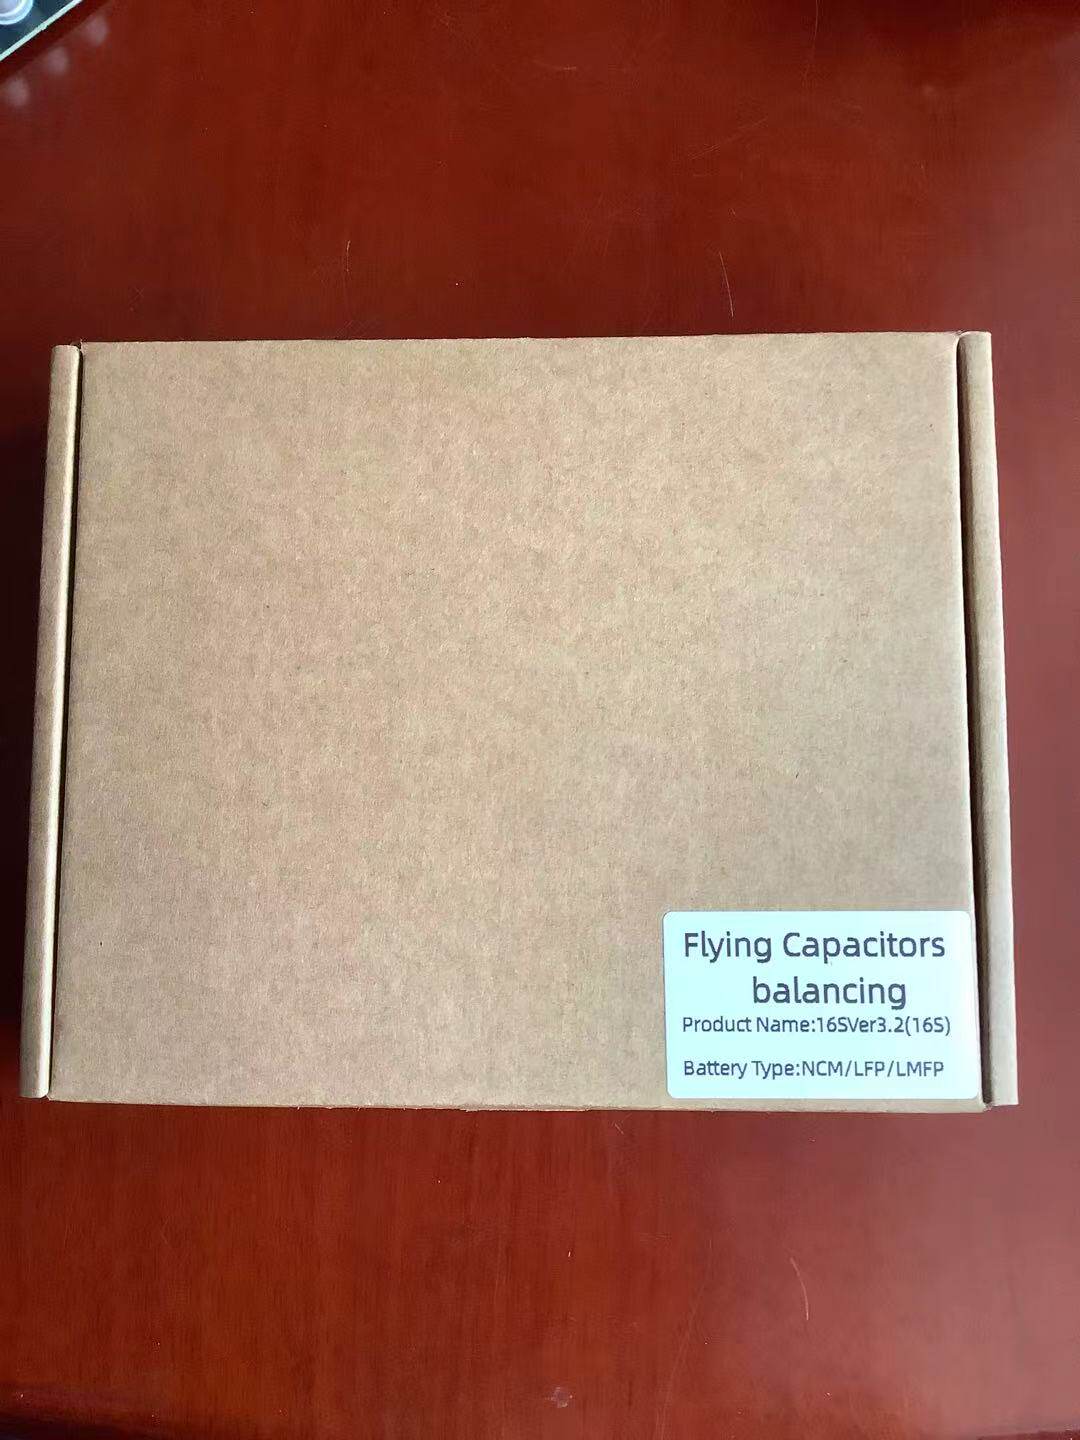 Flying Capacitors
balancing
Product Name:16SVer3.2(16S)
Battery Type:NCM/LFP/LMFP